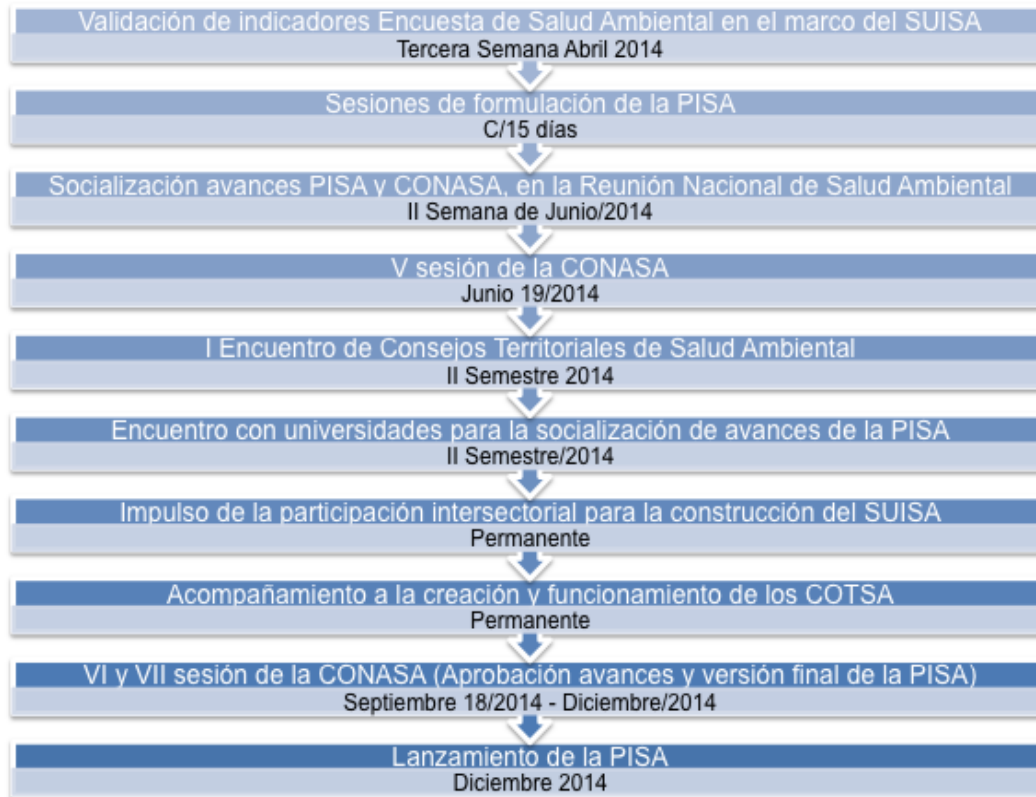 Validación de indicadores Encuesta de Salud Ambiental en el marco del SUISA
Tercera Semana Abril 2014
Sesiones de formulación de la PISA
C/15 días
Socialización avances PISA y CONASA, en la Reunión Nacional de Salud Ambiental
II Semana de Junio/2014
V sesión de la CONASA
Junio 19/2014
I Encuentro de Consejos Territoriales de Salud Ambiental
II Semestre 2014
Encuentro con universidades para la socialización de avances de la PISA
II Semestre/2014
Impulso de la participación intersectorial para la construcción del SUISA
Permanente
Acompañamiento a la creación y funcionamiento de los COTSA
Permanente
VI y VII sesión de la CONASA (Aprobación avances y versión final de la PISA)
Septiembre 18/2014 - Diciembre/2014
Lanzamiento de la PISA
Diciembre 2014